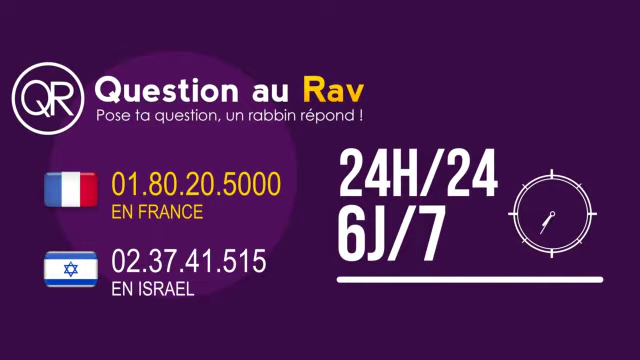 QR
Question au Rav
Pose ta question, un rabbin répond !
01.80.20.5000
EN FRANCE
02.37.41.515
EN ISRAEL
24H/24
6J/7